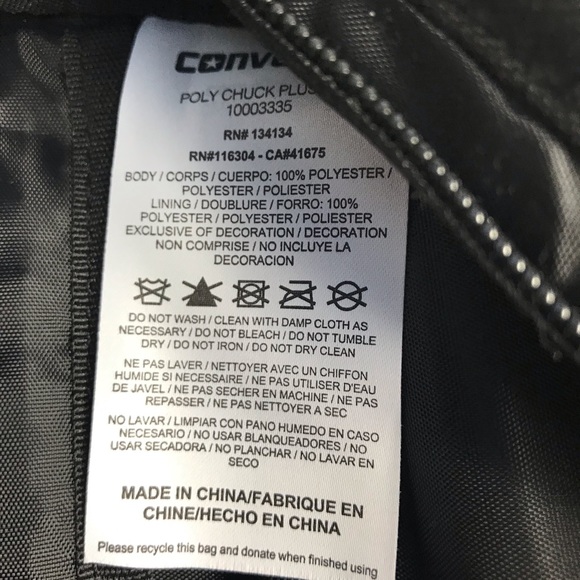 POLY CHUCK PLUS
10003335
RN# 134134
RN#116304 - CA#41675
BODY / CORPS / CUERPO: 100% POLYESTER /
POLYESTER / POLIESTER
LINING / DOUBLURE / FORRO: 100%
POLYESTER / POLYESTER / POLIESTER
EXCLUSIVE OF DECORATION / DECORATION
NON COMPRISE / NO INCLUYE LA
DECORACIÓN
DO NOT WASH / CLEAN WITH DAMP CLOTH AS
NECESSARY / DO NOT BLEACH / DO NOT TUMBLE
DRY / DO NOT IRON / DO NOT DRY CLEAN
NE PAS LAVER / NETTOYER AVEC UN CHIFFON
HUMIDE SI NECESSAIRE / NE PAS UTILISER D'EAU
DE JAVEL / NE PAS SECHER EN MACHINE / NE PAS
REPASSER / NE PAS NETTOYER A SEC
NO LAVAR / LIMPIAR CON PANO HUMEDO EN CASO
NECESARIO / NO USAR BLANQUEADORES / NO
USAR SECADORA / NO PLANCHAR / NO LAVAR EN
SECO
MADE IN CHINA/FABRIQUE EN
CHINE/HECHO EN CHINA
Please recycle this bag and donate when finished using